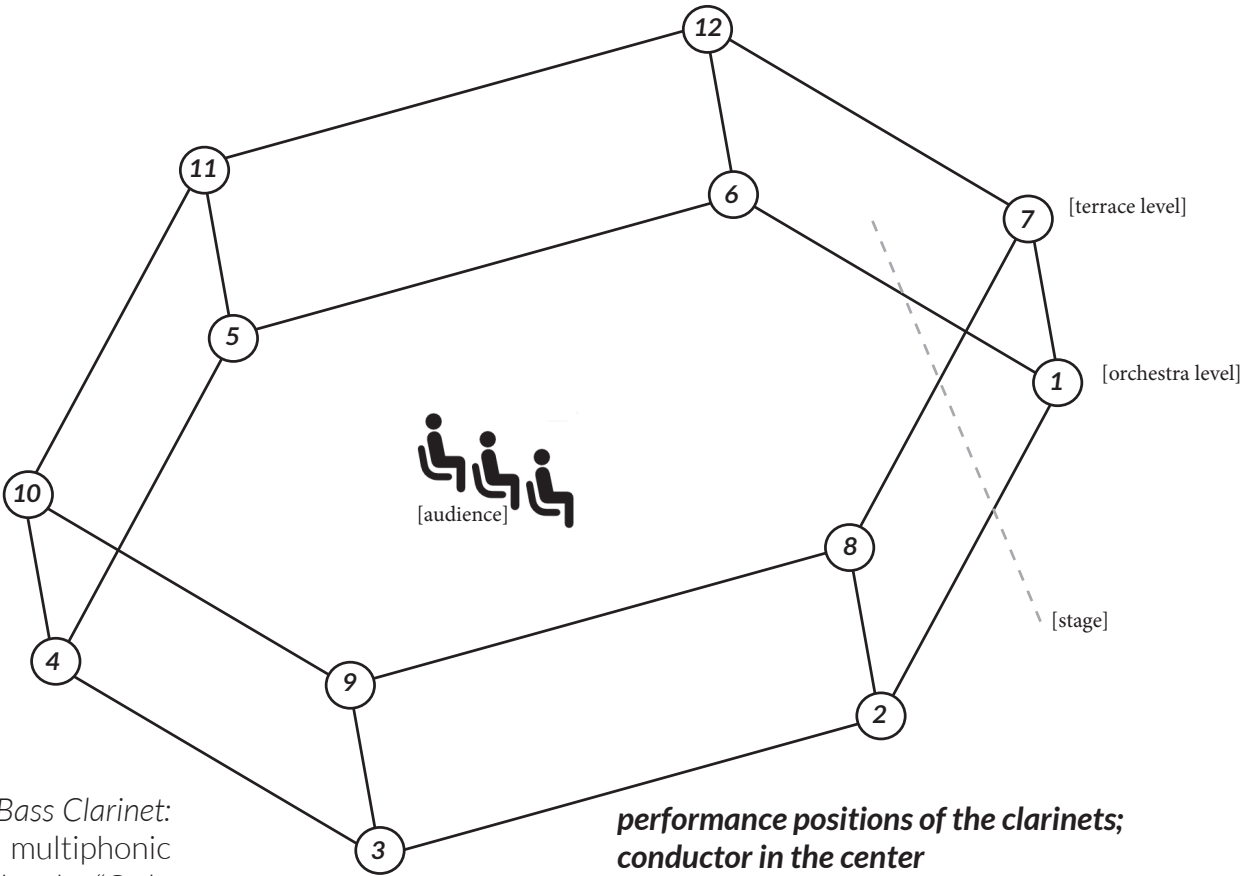 12
11
6
7
[terrace level]
5
1
[orchestra level]
10
[audience]
8
[stage]
4
9
2
3
Bass Clarinet:
multiphonic
performance positions of the clarinets;
conductor in the center